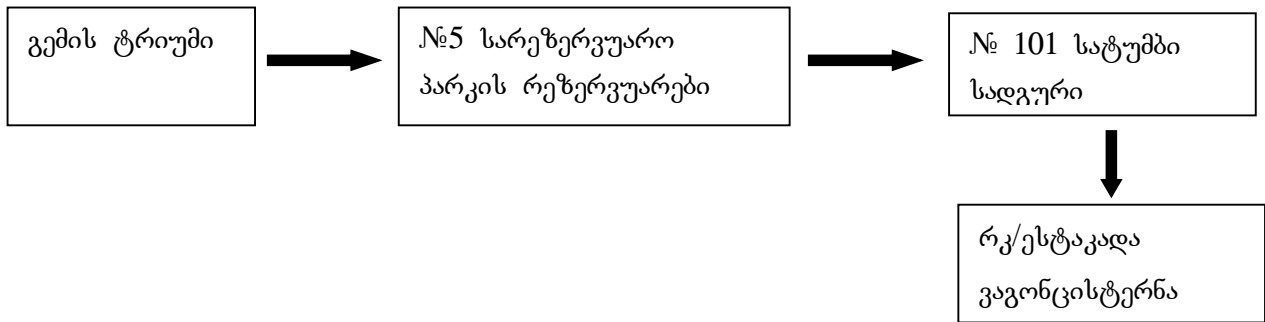 გემის ტრიუმი
№5 სარეზერვუარო
პარკის რეზერვუარები
№ 101 სატუმბი
სადგური
რკ/ესტაკადა
ვაგონცისტერნა